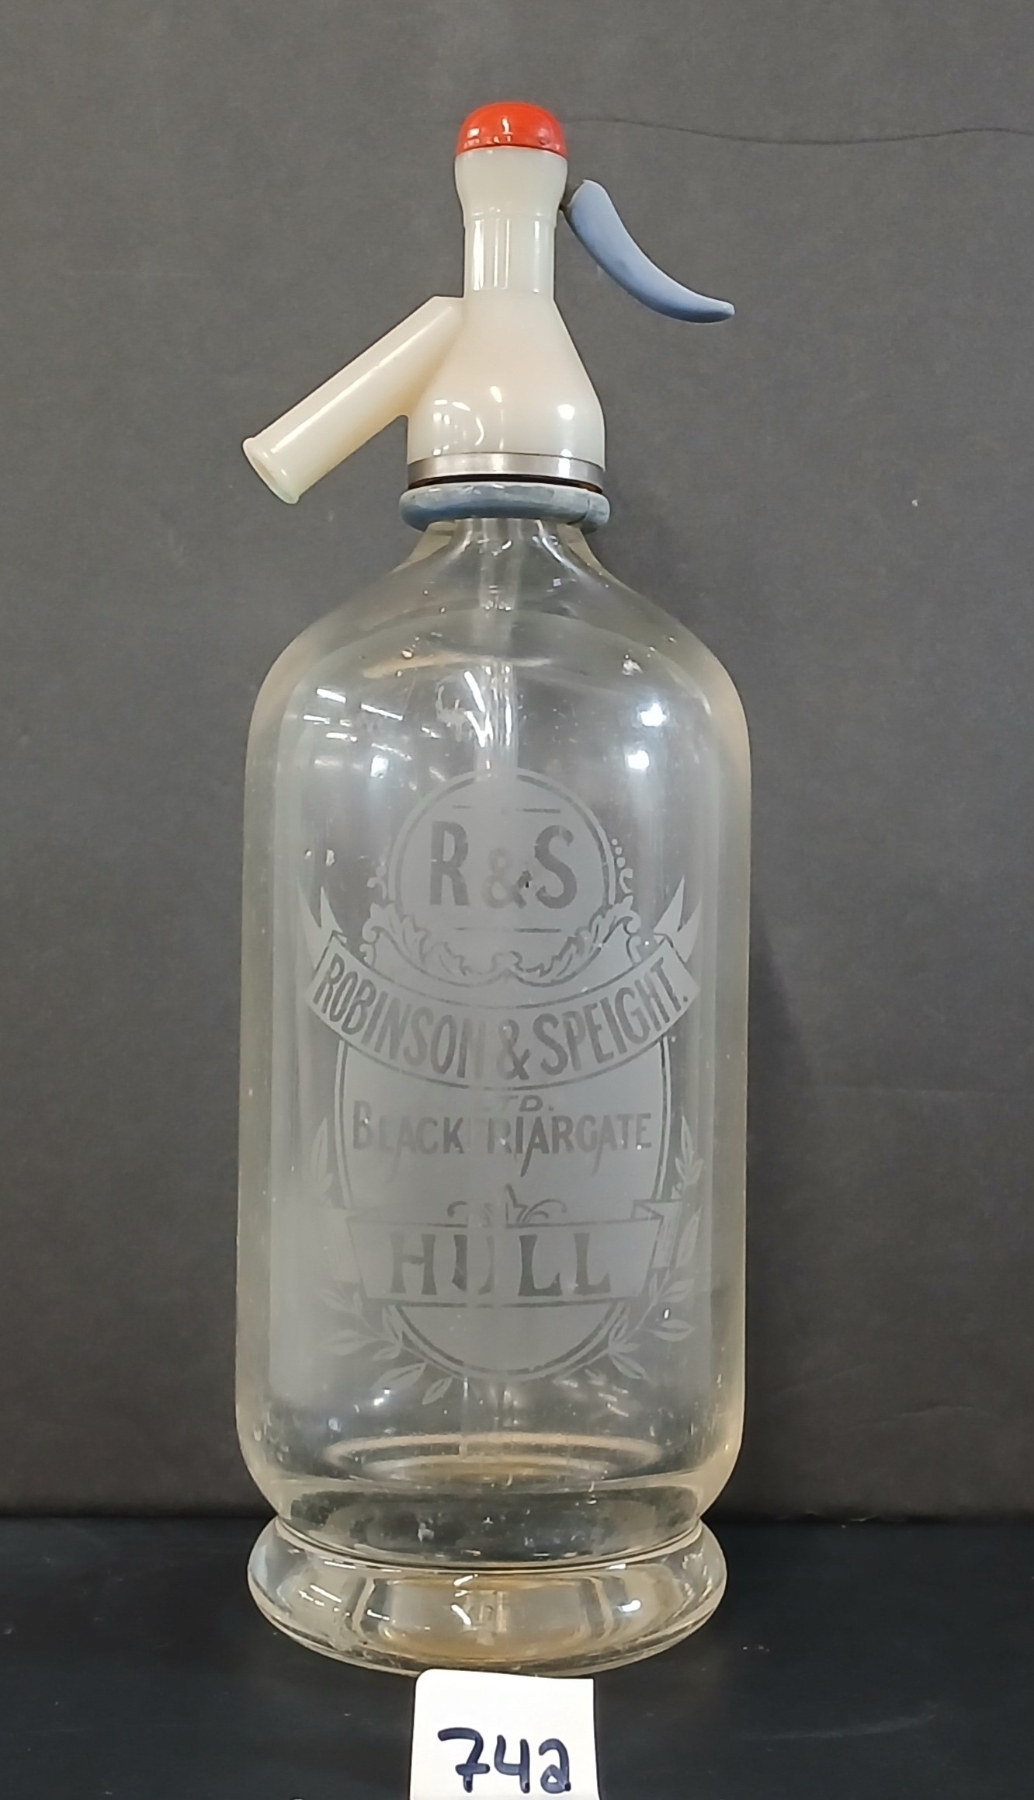 R & S
ROBINSON & SPEIGHT.
LTD.
BLACKFRIARGATE
HULL
742